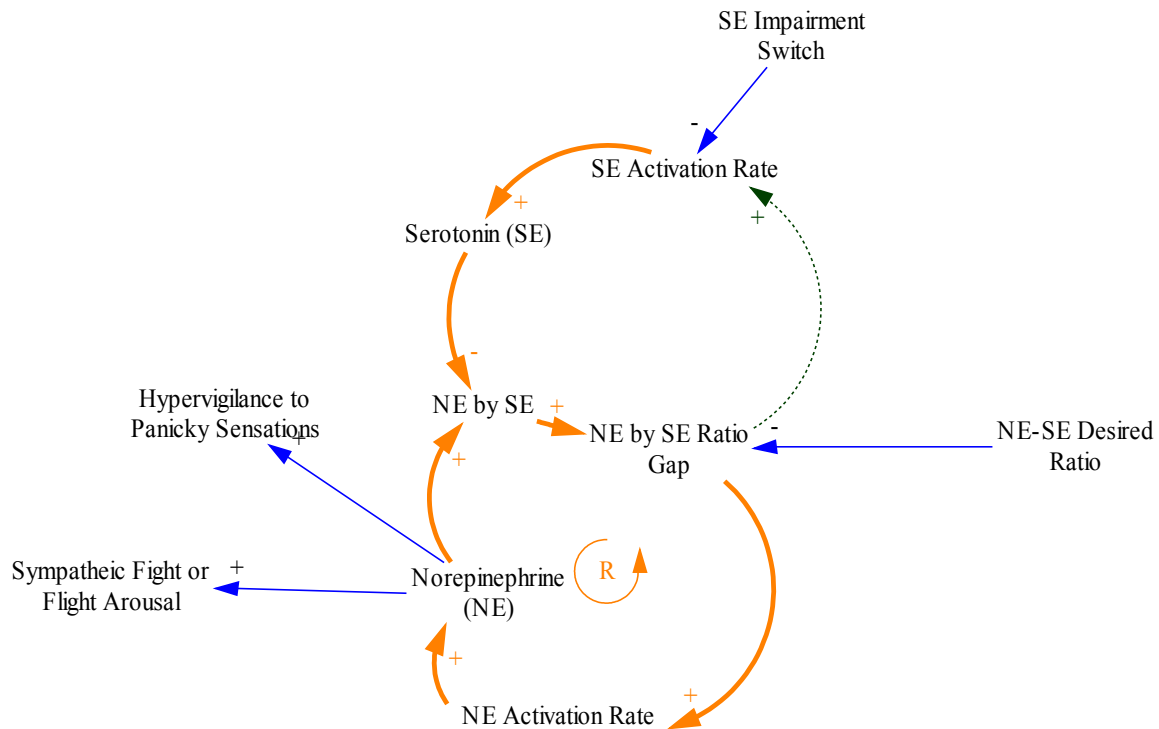 SE Impairment
Switch
-
SE Activation Rate
+
+
Serotonin (SE)
-
Hypervigilance to
Panicky Sensations
+
NE by SE
+
NE by SE Ratio
Gap
-
NE-SE Desired
Ratio
+
Sympatheic Fight or
Flight Arousal
+
Norepinephrine
(NE)
R
+
NE Activation Rate
+